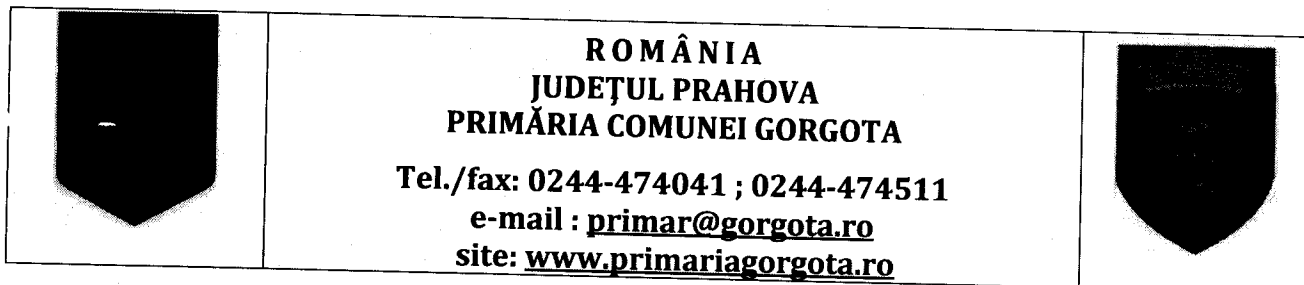 ROMÂNIA
JUDEŢUL PRAHOVA
PRIMĂRIA COMUNEI GORGOTA
Tel./fax: 0244-474041 ; 0244-474511
e-mail : primar@gorgota.ro
site: www.primariagorgota.ro